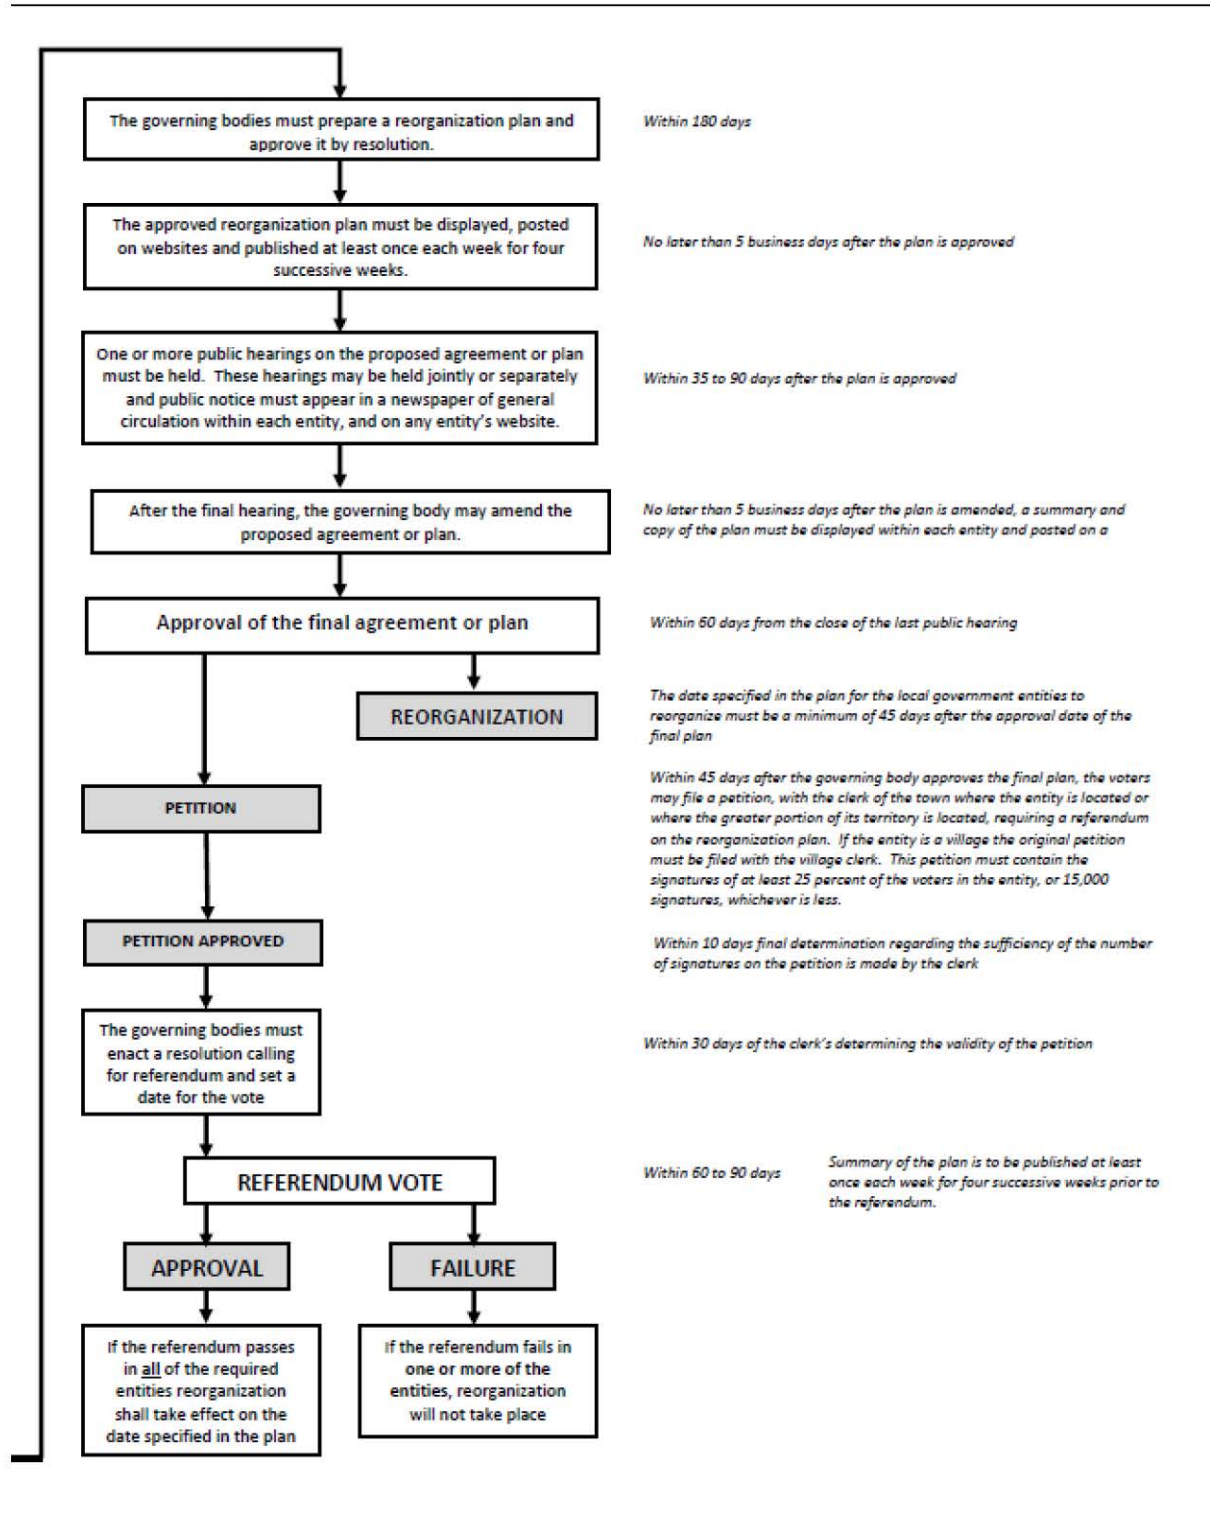 The governing bodies must prepare a reorganization plan and
approve it by resolution.
Within 180 days
The approved reorganization plan must be displayed, posted
on websites and published at least once each week for four
successive weeks.
No later than 5 business days after the plan is approved
One or more public hearings on the proposed agreement or plan
must be held. These hearings may be held jointly or separately
and public notice must appear in a newspaper of general
circulation within each entity, and on any entity's website.
Within 35 to 90 days after the plan is approved
After the final hearing, the governing body may amend the
proposed agreement or plan.
No later than 5 business days after the plan is amended, a summary and
copy of the plan must be displayed within each entity and posted on a
Approval of the final agreement or plan
Within 60 days from the close of the last public hearing
REORGANIZATION
The date specified in the plan for the local government entities to
reorganize must be a minimum of 45 days after the approval date of the
final plan
PETITION
Within 45 days after the governing body approves the final plan, the voters
may file a petition, with the clerk of the town where the entity is located or
where the greater portion of its territory is located, requiring a referendum
on the reorganization plan. If the entity is a village the original petition
must be filed with the village clerk. This petition must contain the
signatures of at least 25 percent of the voters in the entity, or 15,000
signatures, whichever is less.
PETITION APPROVED
Within 10 days final determination regarding the sufficiency of the number
of signatures on the petition is made by the clerk
The governing bodies must
enact a resolution calling
for referendum and set a
date for the vote
Within 30 days of the clerk's determining the validity of the petition
REFERENDUM VOTE
Within 60 to 90 days
Summary of the plan is to be published at least
once each week for four successive weeks prior to
the referendum.
APPROVAL
FAILURE
If the referendum passes
in all of the required
entities reorganization
shall take effect on the
date specified in the plan
If the referendum fails in
one or more of the
entities, reorganization
will not take place